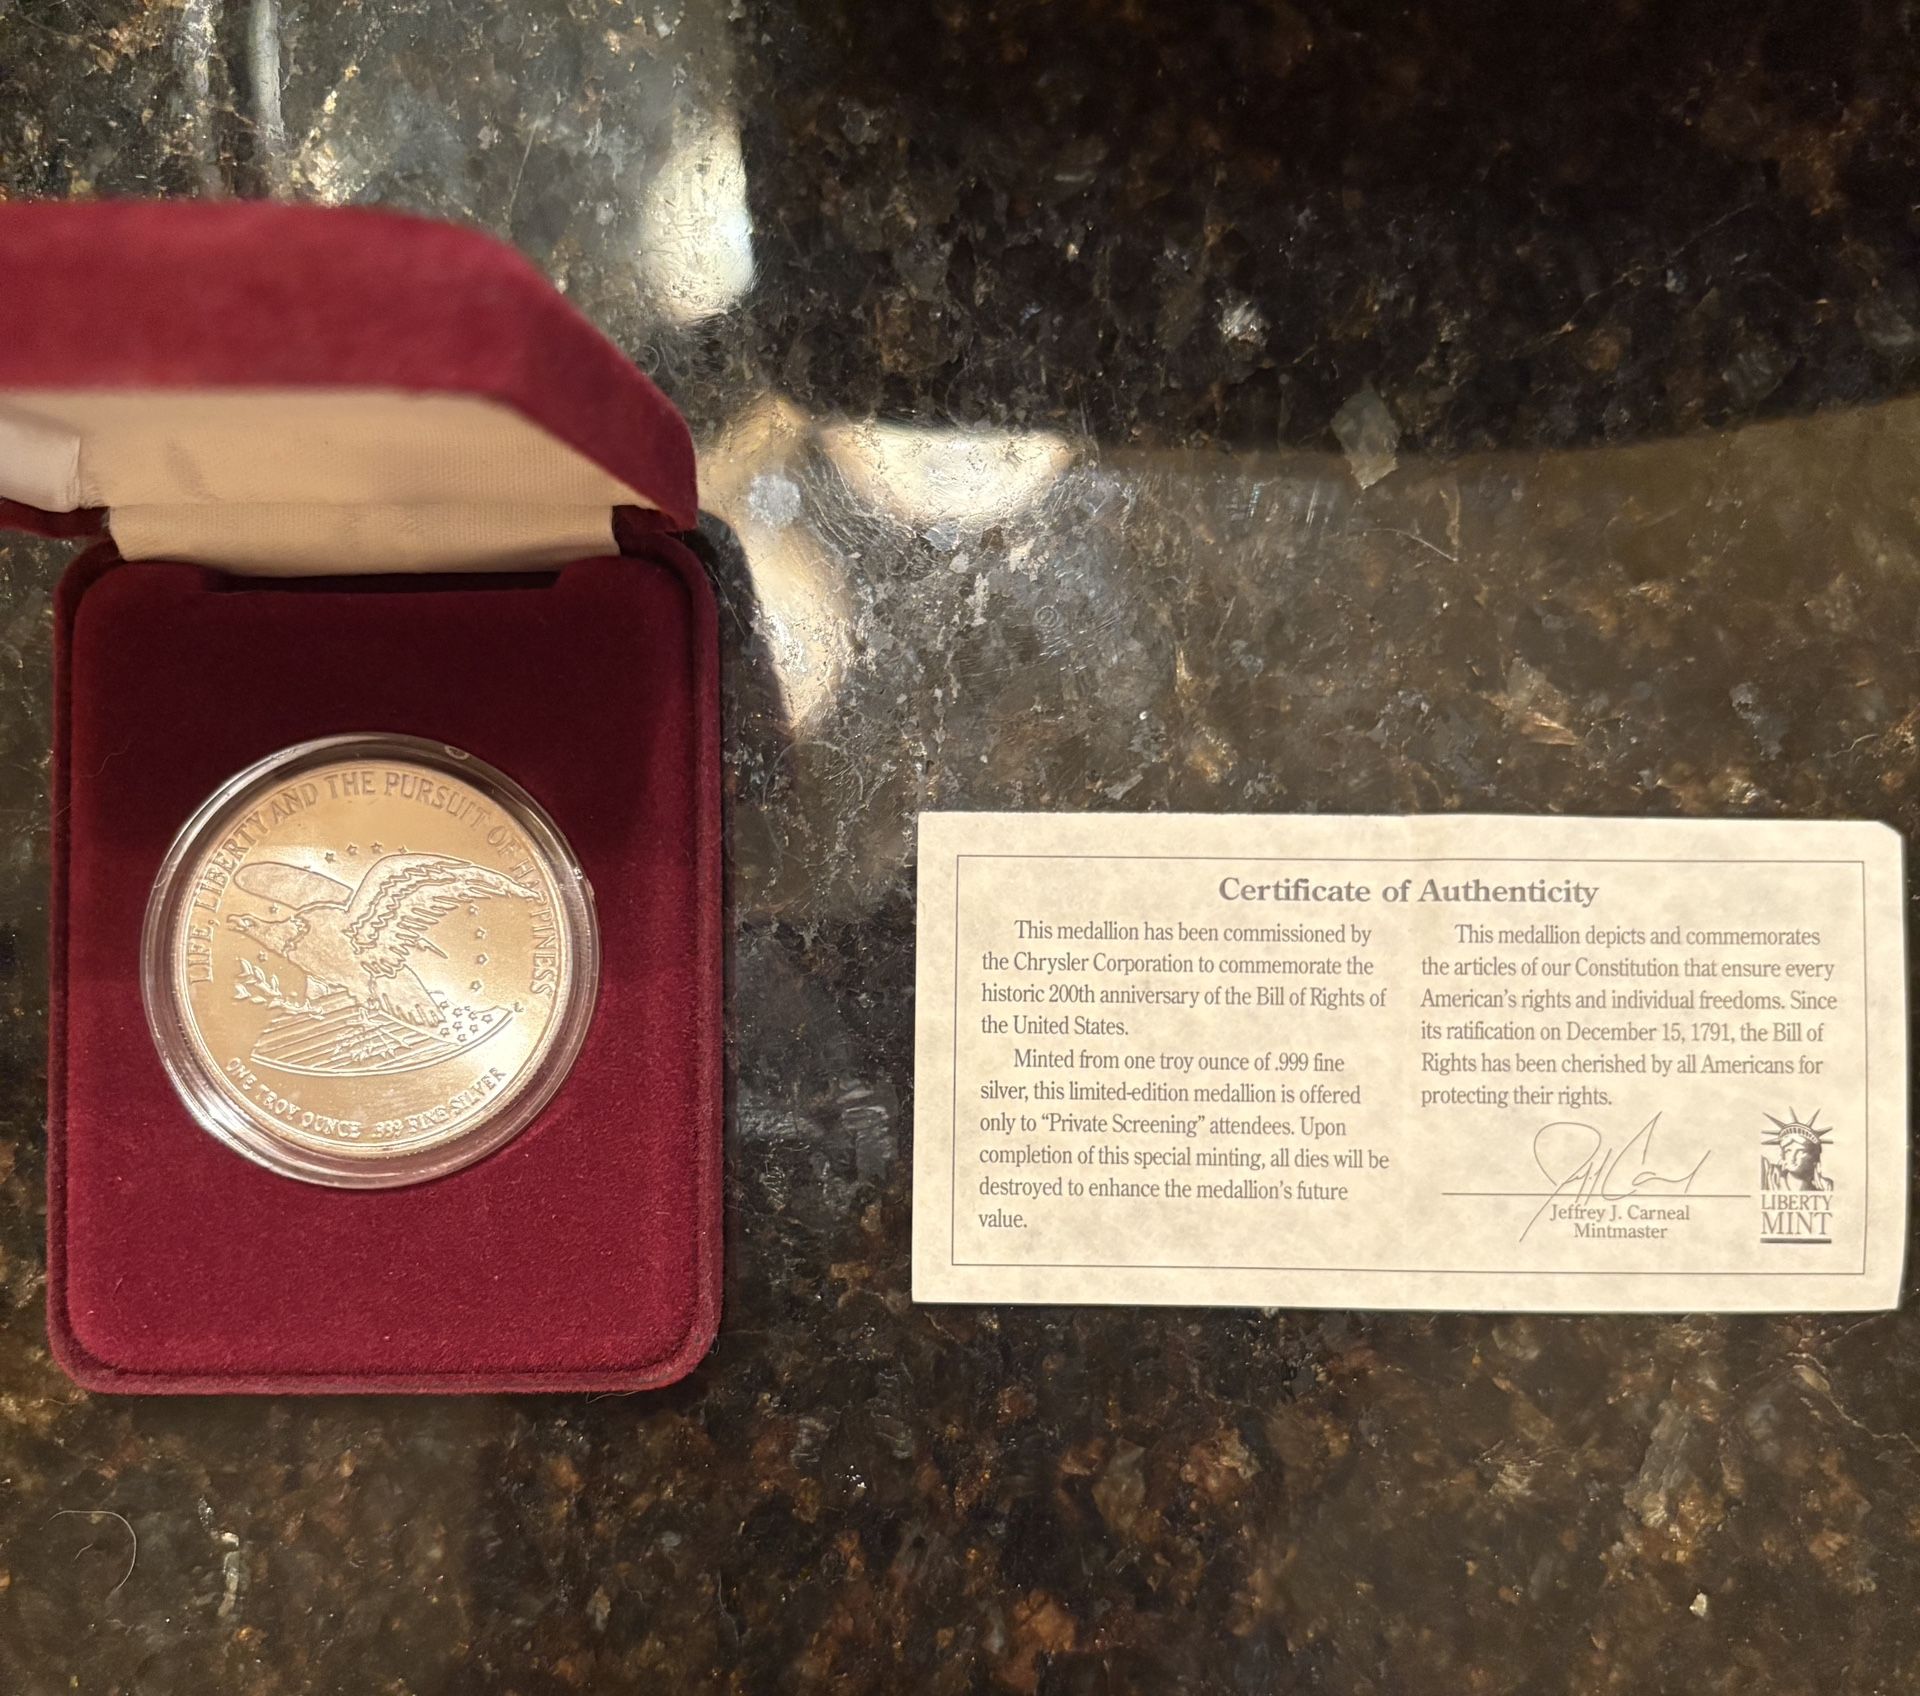 LIFE, LIBERTY AND THE PURSUIT OF HAPPINESS
ONE TROY OUNCE .999 FINE SILVER
Certificate of Authenticity
This medallion has been commissioned by
the Chrysler Corporation to commemorate the
historic 200th anniversary of the Bill of Rights of
the United States.
Minted from one troy ounce of .999 fine
silver, this limited-edition medallion is offered
only to “Private Screening” attendees. Upon
completion of this special minting, all dies will be
destroyed to enhance the medallion’s future
value.
This medallion depicts and commemorates
the articles of our Constitution that ensure every
American’s rights and individual freedoms. Since
its ratification on December 15, 1791, the Bill of
Rights has been cherished by all Americans for
protecting their rights.
Jeffrey J. Carneal
Mintmaster
LIBERTY
MINT